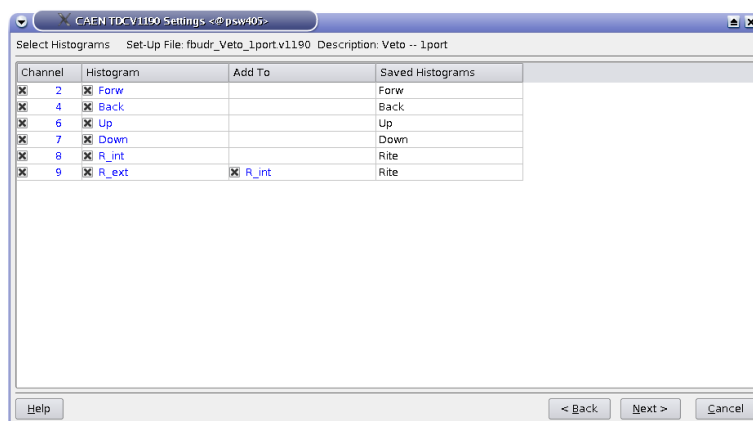 CAEN TDCV1190 Settings <@psw405>
Select Histograms Set-Up File: fbudr_Veto_1port.v1190 Description: Veto -- 1port
Channel Histogram Add To Saved Histograms
2 Forw Forw
4 Back Back
6 Up Up
7 Down Down
8 R_int Rite
9 R_ext R_int Rite
Help < Back Next > Cancel